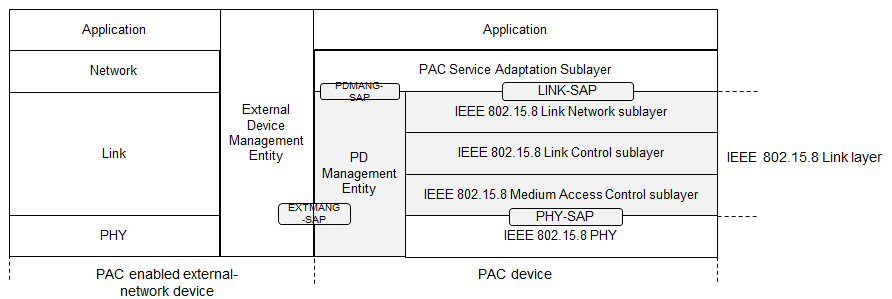 Application
Application
Network
PAC Service Adaptation Sublayer
PDMANG-
SAP
LINK-SAP
External
Device
Management
Entity
IEEE 802.15.8 Link Network sublayer
Link
PD
Management
Entity
IEEE 802.15.8 Link Control sublayer
IEEE 802.15.8 Link layer
IEEE 802.15.8 Medium Access Control sublayer
EXTMANG
-SAP
PHY-SAP
PHY
IEEE 802.15.8 PHY
PAC enabled external-
network device
PAC device